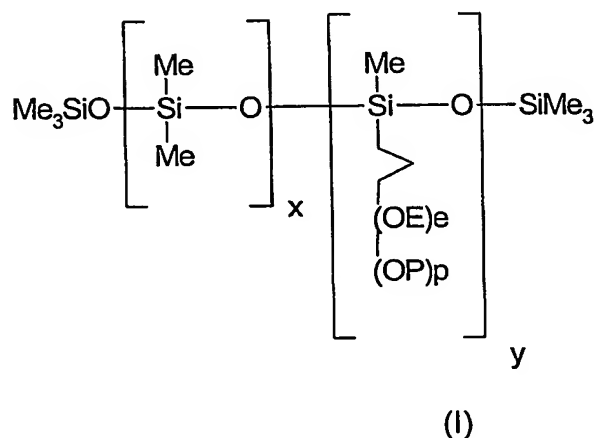 Me Me
Me₃SiO Si O Si O SiMe₃
Me
x
(OE)e
(OP)p
y
(I)